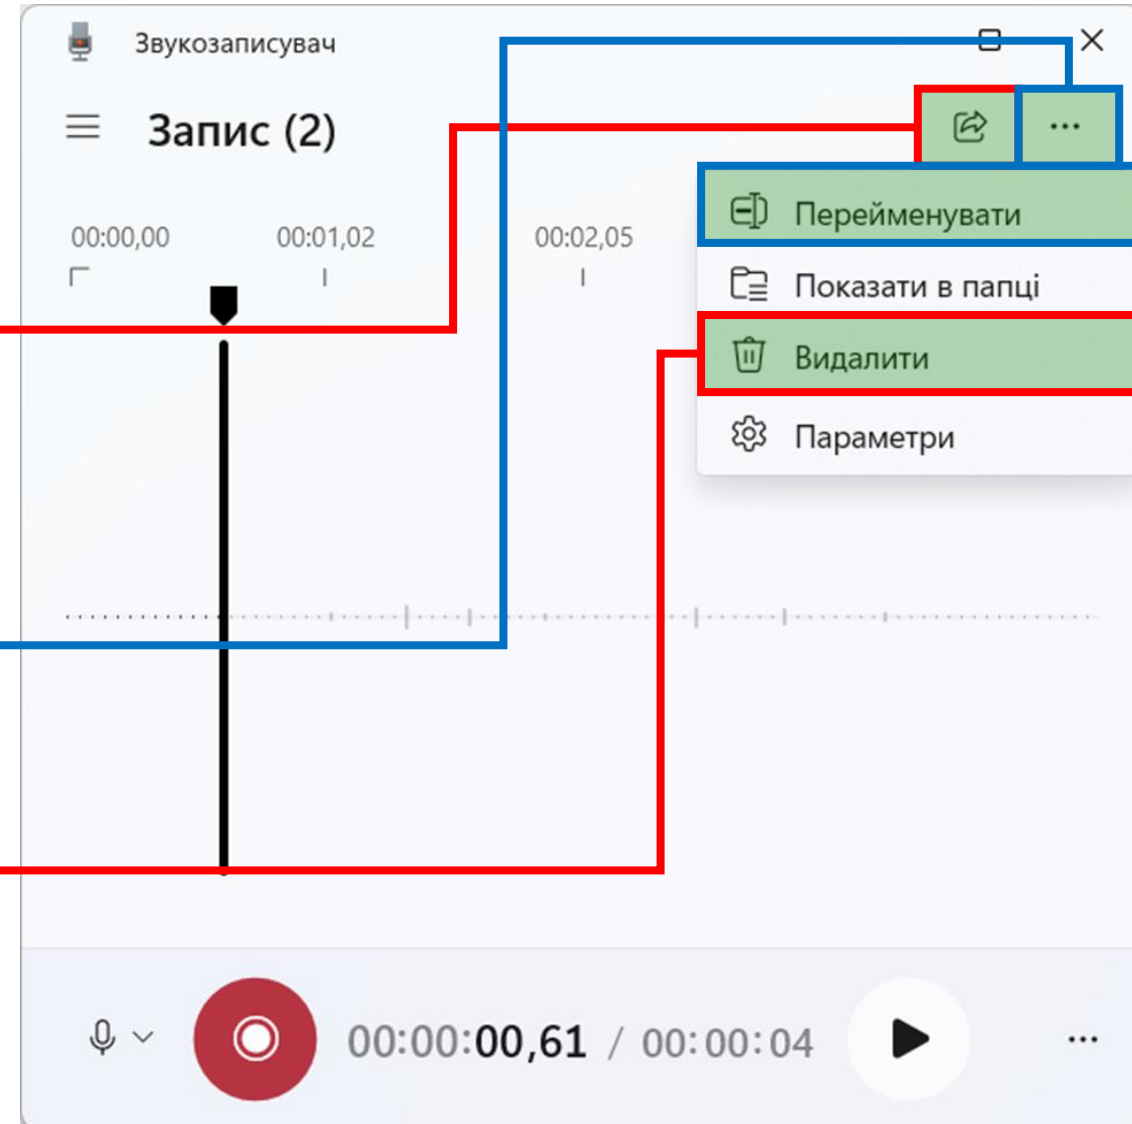 Звукозаписувач
Запис (2)
00:00,00 00:01,02 00:02,05
Перейменувати
Показати в папці
Видалити
Параметри
00:00:00,61 / 00:00:04